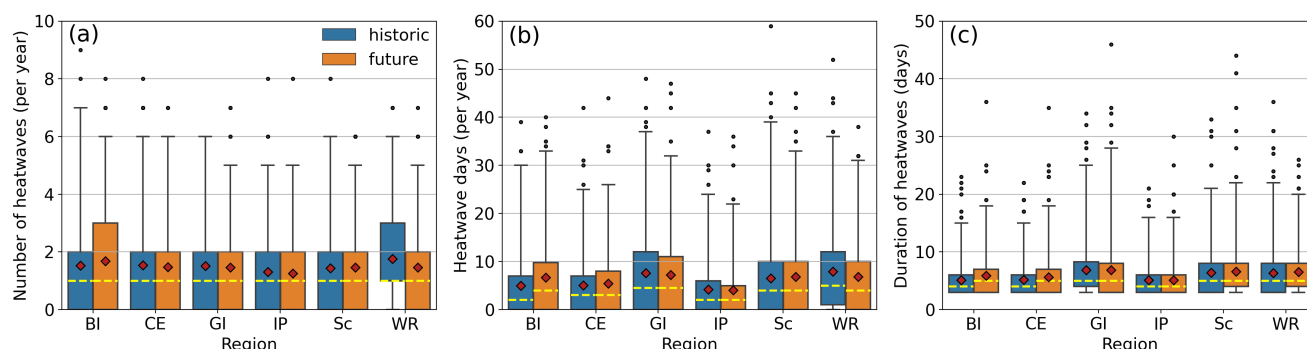 (a)
historic
future
Number of heatwaves (per year)
10
8
6
4
2
0
BI CE GI IP Sc WR
Region
(b)
Heatwave days (per year)
60
50
40
30
20
10
0
BI CE GI IP Sc WR
Region
(c)
Duration of heatwaves (days)
50
40
30
20
10
0
BI CE GI IP Sc WR
Region